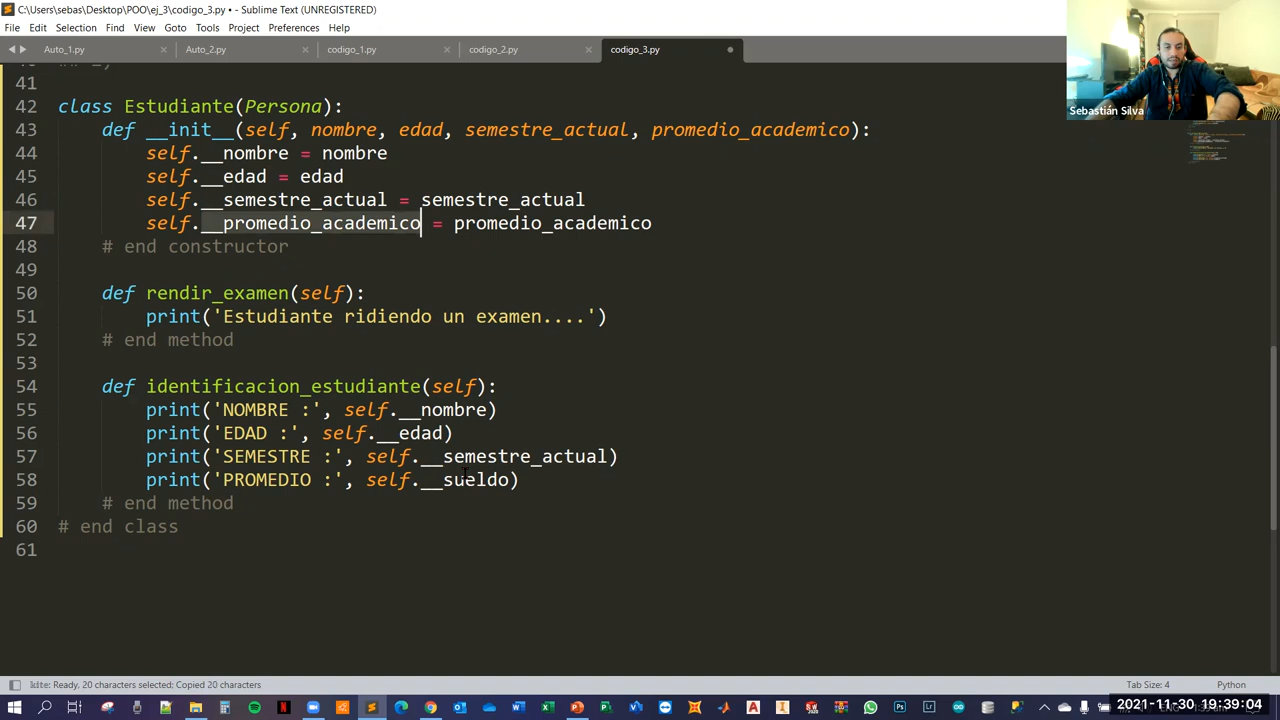 C:\Users\sebas\Desktop\POO\ej_3\codigo_3.py • - Sublime Text (UNREGISTERED)
File Edit Selection Find View Goto Tools Project Preferences Help
Auto_1.py Auto_2.py codigo_1.py codigo_2.py codigo_3.py
Sebastián Silva
41
42 class Estudiante(Persona):
43 def __init__(self, nombre, edad, semestre_actual, promedio_academico):
44 self.__nombre = nombre
45 self.__edad = edad
46 self.__semestre_actual = semestre_actual
47 self.__promedio_academico = promedio_academico
48 # end constructor
49
50 def rendir_examen(self):
51 print('Estudiante ridiendo un examen....')
52 # end method
53
54 def identificacion_estudiante(self):
55 print('NOMBRE :', self.__nombre)
56 print('EDAD :', self.__edad)
57 print('SEMESTRE :', self.__semestre_actual)
58 print('PROMEDIO :', self.__sueldo)
59 # end method
60 # end class
61
kite: Ready, 20 characters selected: Copied 20 characters Tab Size: 4 Python
2021-11-30 19:39:04